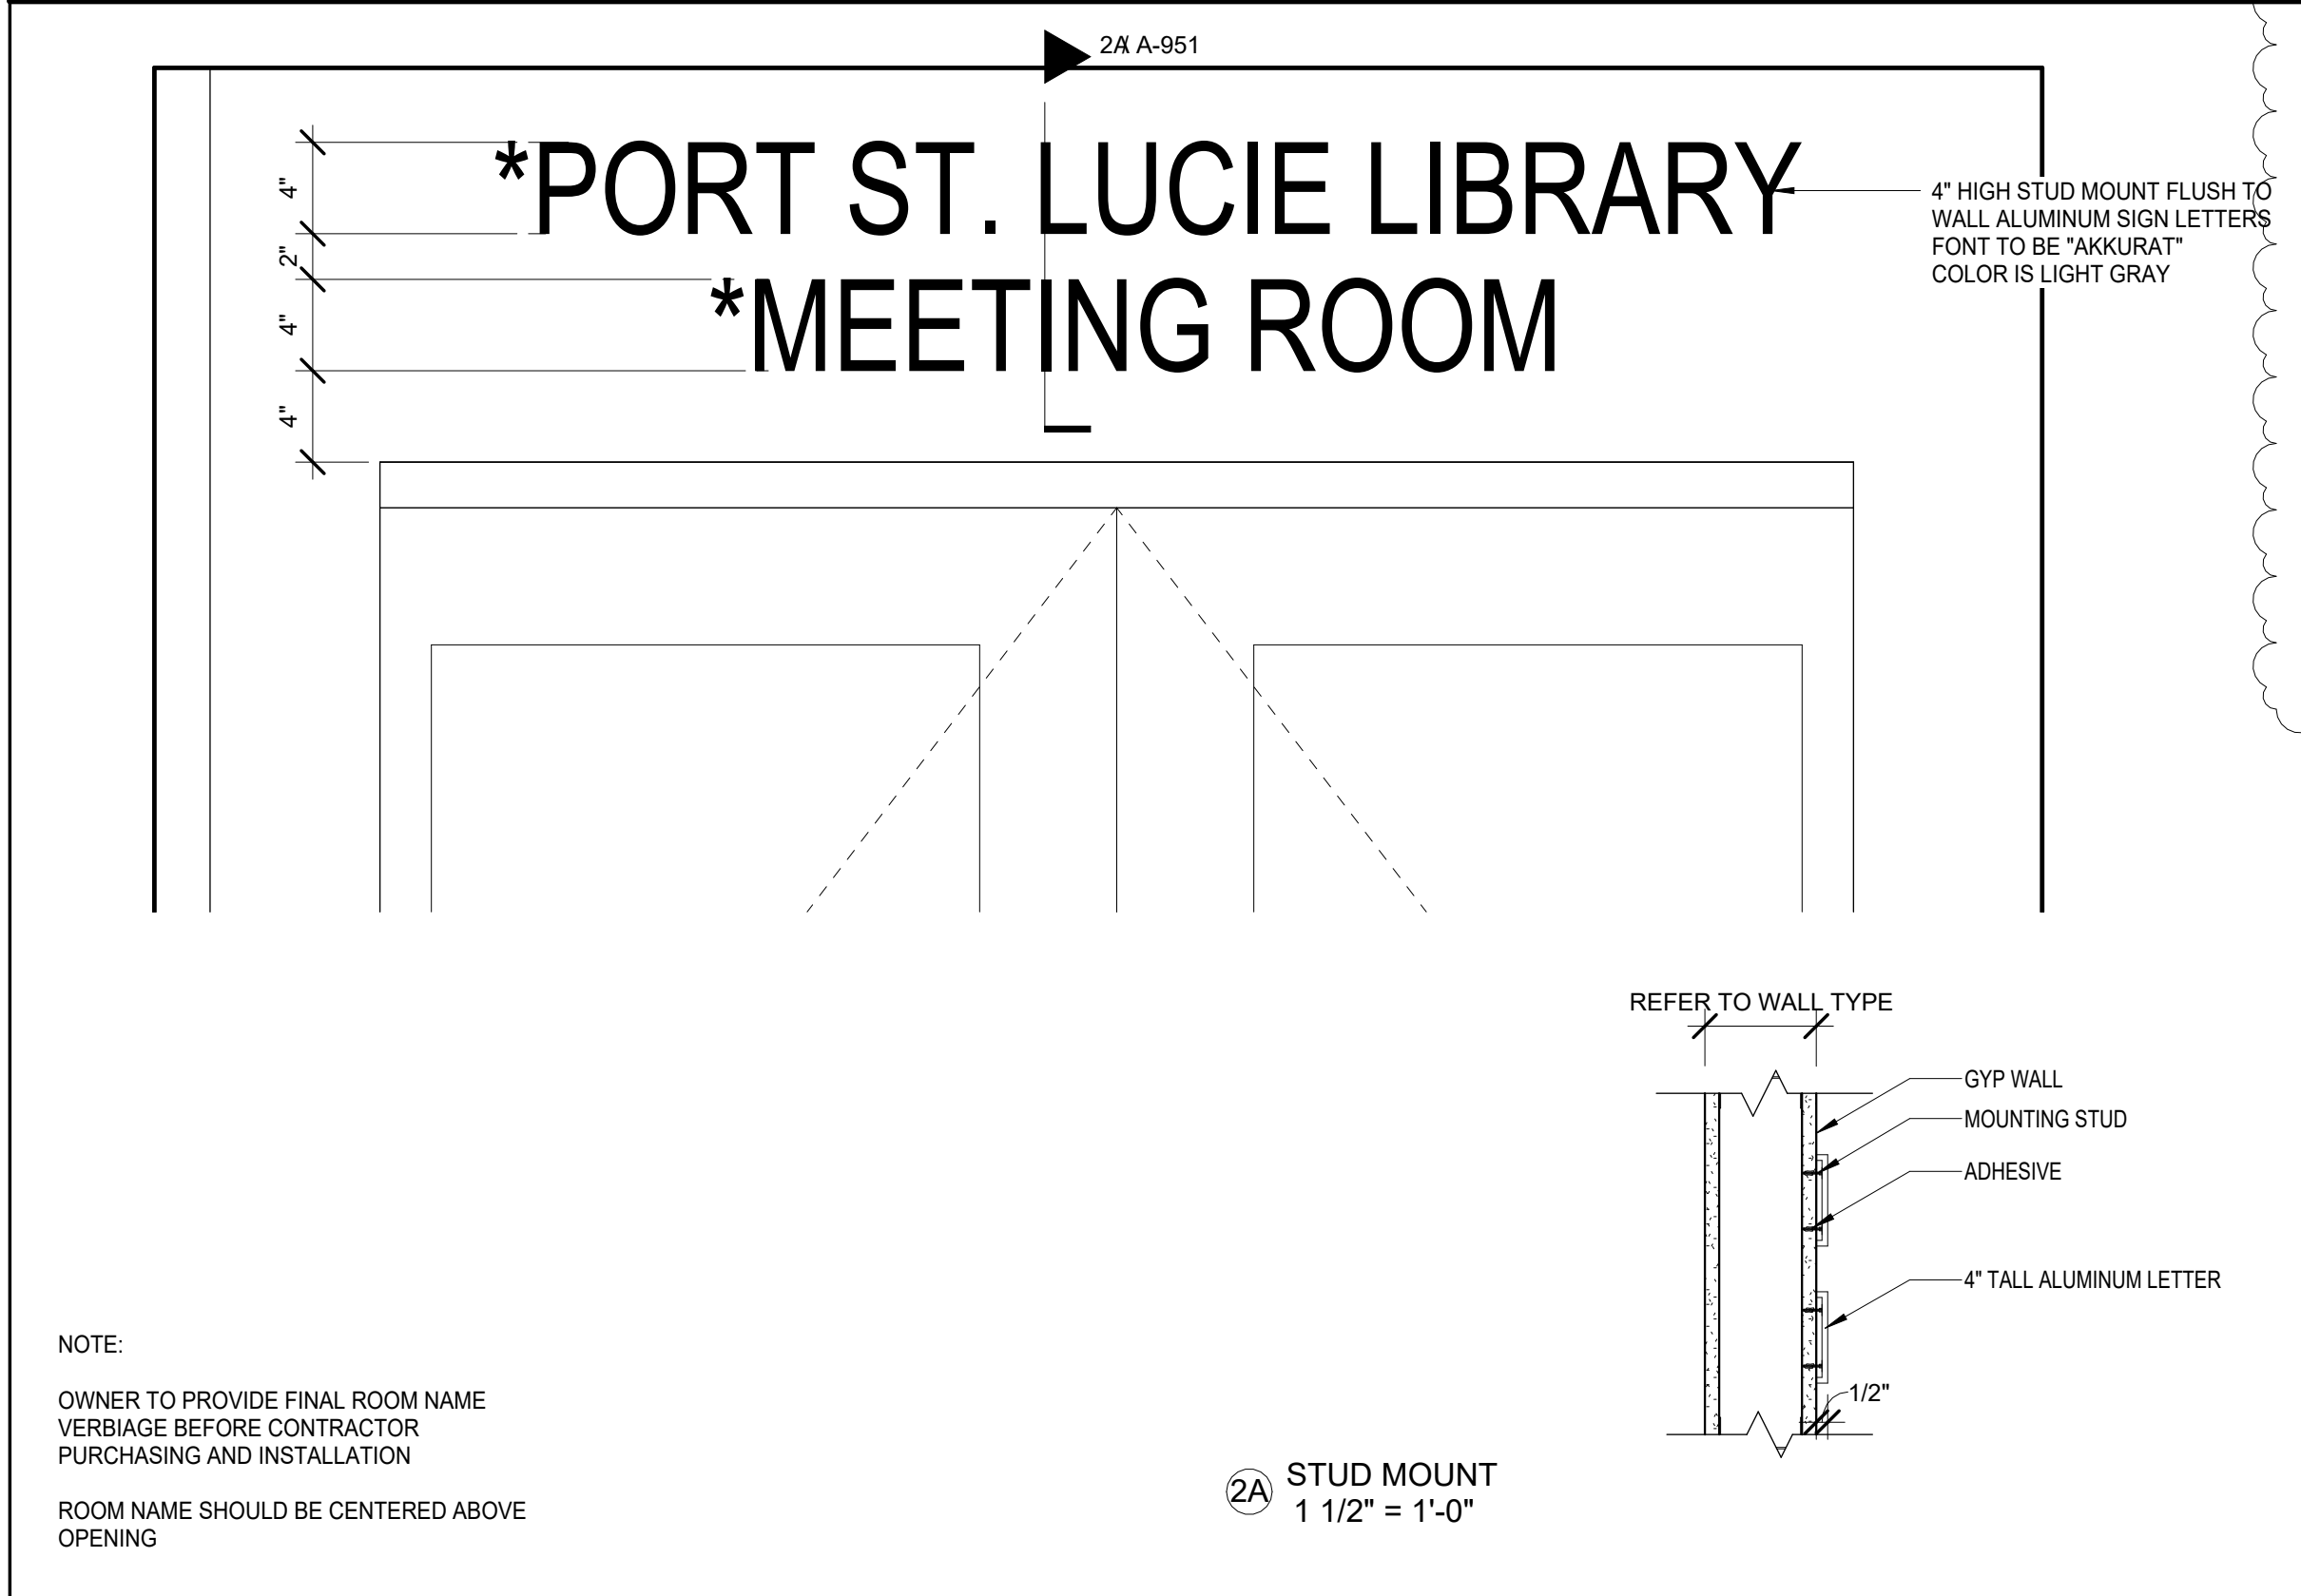 2A/ A-951
*PORT ST. LUCIE LIBRARY
*MEETING ROOM
4"
2"
4"
4"
4" HIGH STUD MOUNT FLUSH TO
WALL ALUMINUM SIGN LETTERS
FONT TO BE "AKKURAT"
COLOR IS LIGHT GRAY
REFER TO WALL TYPE
GYP WALL
MOUNTING STUD
ADHESIVE
4" TALL ALUMINUM LETTER
1/2"
NOTE:
OWNER TO PROVIDE FINAL ROOM NAME
VERBIAGE BEFORE CONTRACTOR
PURCHASING AND INSTALLATION
ROOM NAME SHOULD BE CENTERED ABOVE
OPENING
2A STUD MOUNT
1 1/2" = 1'-0"